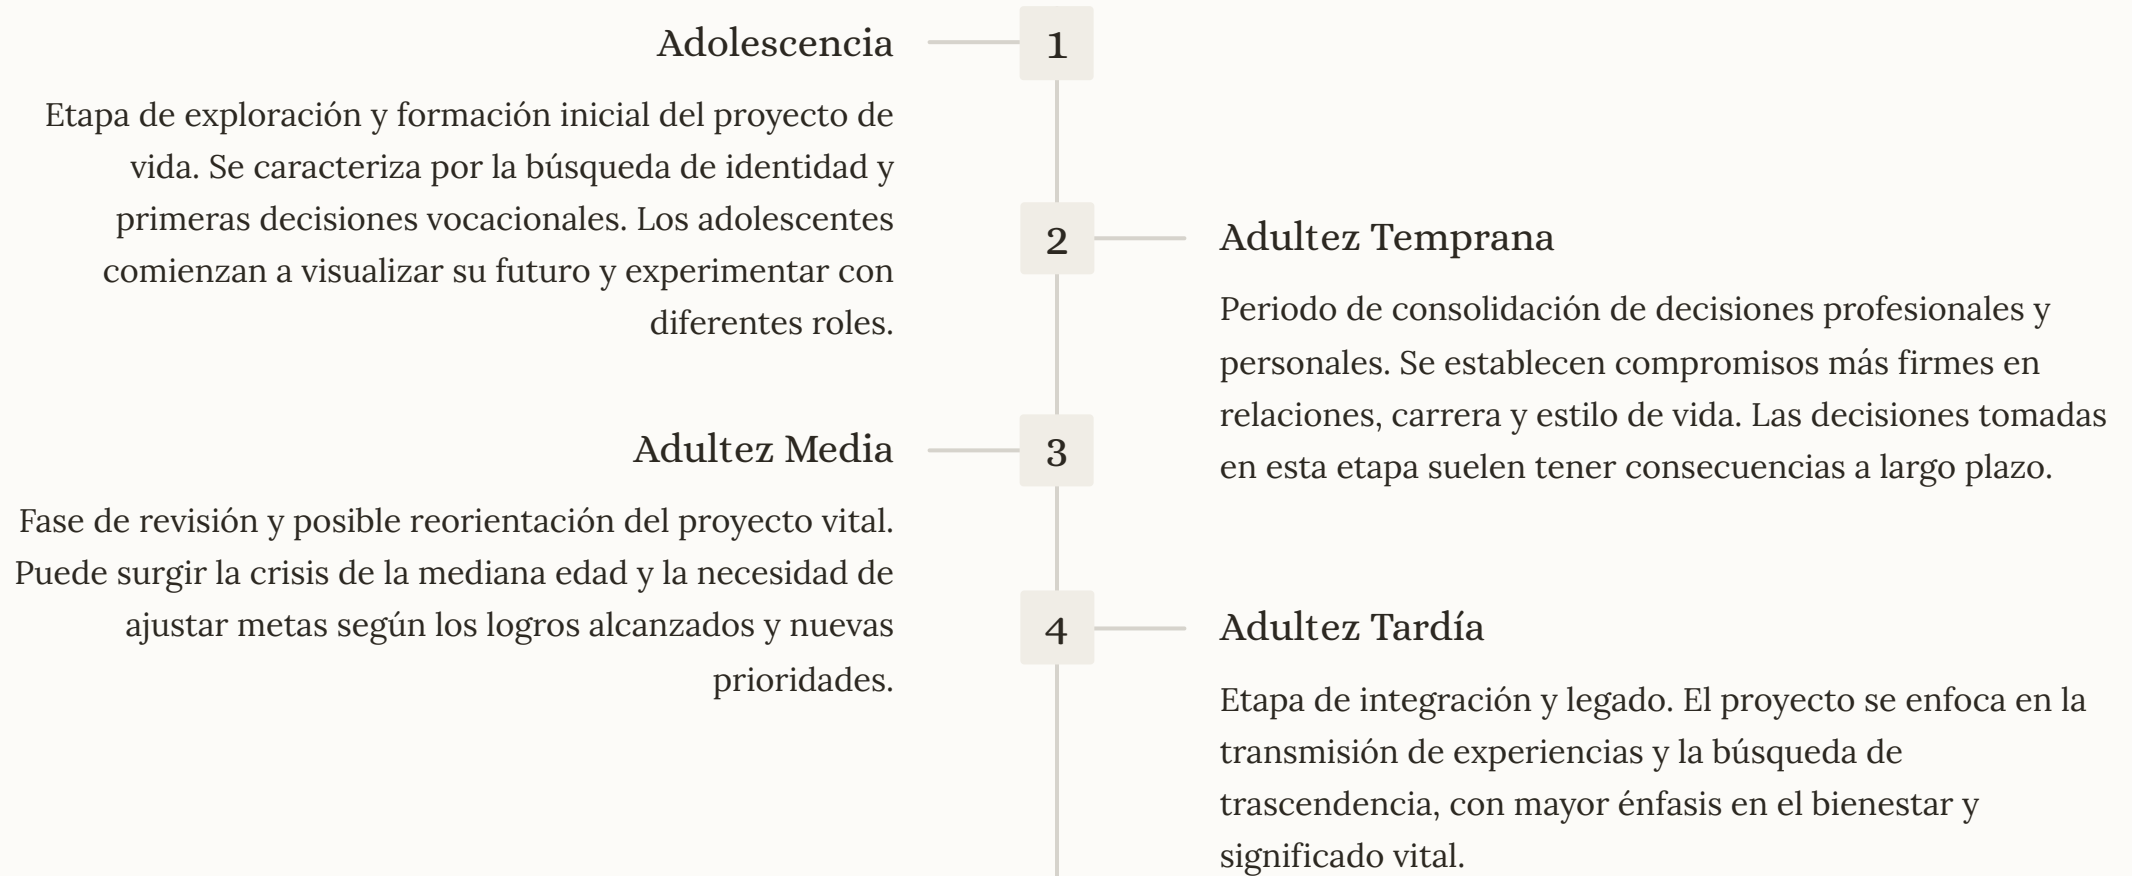 Adolescencia
1
Etapa de exploración y formación inicial del proyecto de
vida. Se caracteriza por la búsqueda de identidad y
primeras decisiones vocacionales. Los adolescentes
comienzan a visualizar su futuro y experimentar con
diferentes roles.
2
Adultez Temprana
Periodo de consolidación de decisiones profesionales y
personales. Se establecen compromisos más firmes en
relaciones, carrera y estilo de vida. Las decisiones tomadas
en esta etapa suelen tener consecuencias a largo plazo.
Adultez Media
3
Fase de revisión y posible reorientación del proyecto vital.
Puede surgir la crisis de la mediana edad y la necesidad de
ajustar metas según los logros alcanzados y nuevas
prioridades.
4
Adultez Tardía
Etapa de integración y legado. El proyecto se enfoca en la
transmisión de experiencias y la búsqueda de
trascendencia, con mayor énfasis en el bienestar y
significado vital.